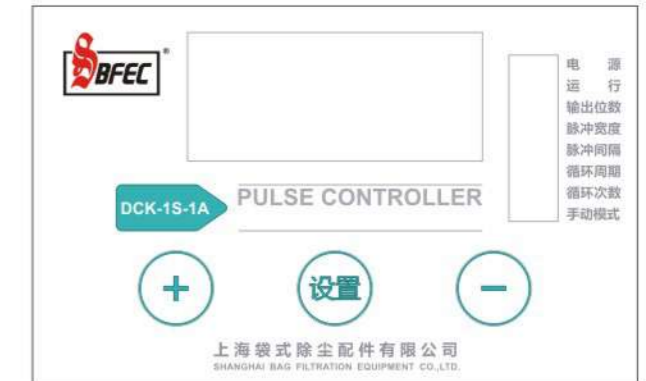 SBFEC®
电 源
运 行
输出位数
脉冲宽度
脉冲间隔
循环周期
循环次数
手动模式
DCK-1S-1A
PULSE CONTROLLER
+
设置
−
上海袋式除尘配件有限公司
SHANGHAI BAG FILTRATION EQUIPMENT CO.,LTD.